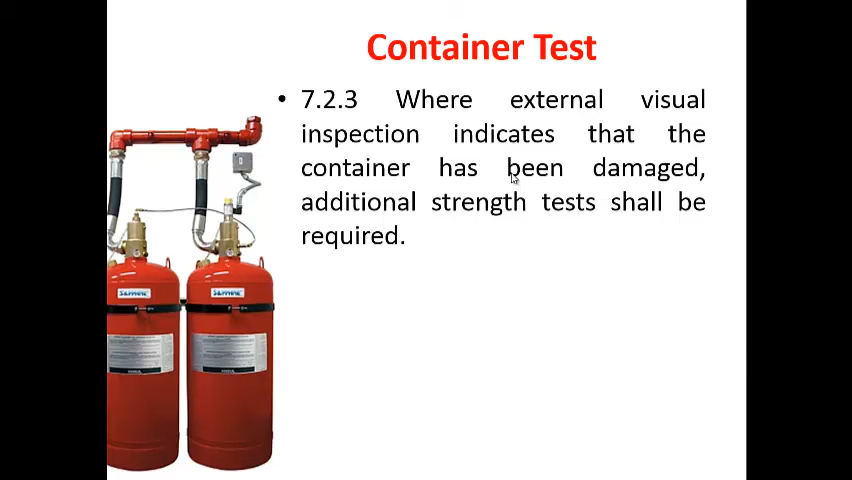 Container Test
• 7.2.3 Where external visual
inspection indicates that the
container has been damaged,
additional strength tests shall be
required.